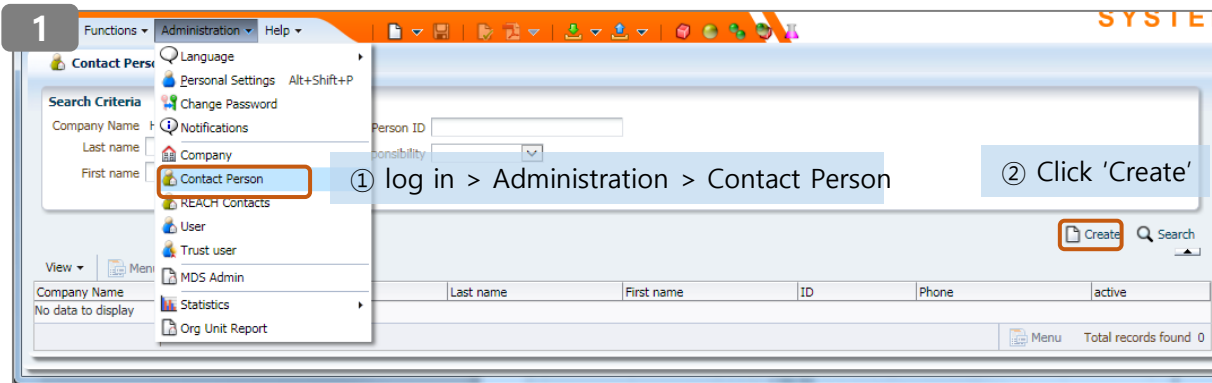 1
SYSTE
Functions Administration Help
Contact Perso
Language
Personal Settings Alt+Shift+P
Search Criteria
Change Password
Company Name H
Notifications
Person ID
Last name
Company
ponsibility
First name
Contact Person
① log in > Administration > Contact Person
② Click ‘Create’
REACH Contacts
User
Create Search
Trust user
View Menu
MDS Admin
Company Name Last name First name ID Phone active
Statistics
No data to display
Org Unit Report
Menu Total records found 0